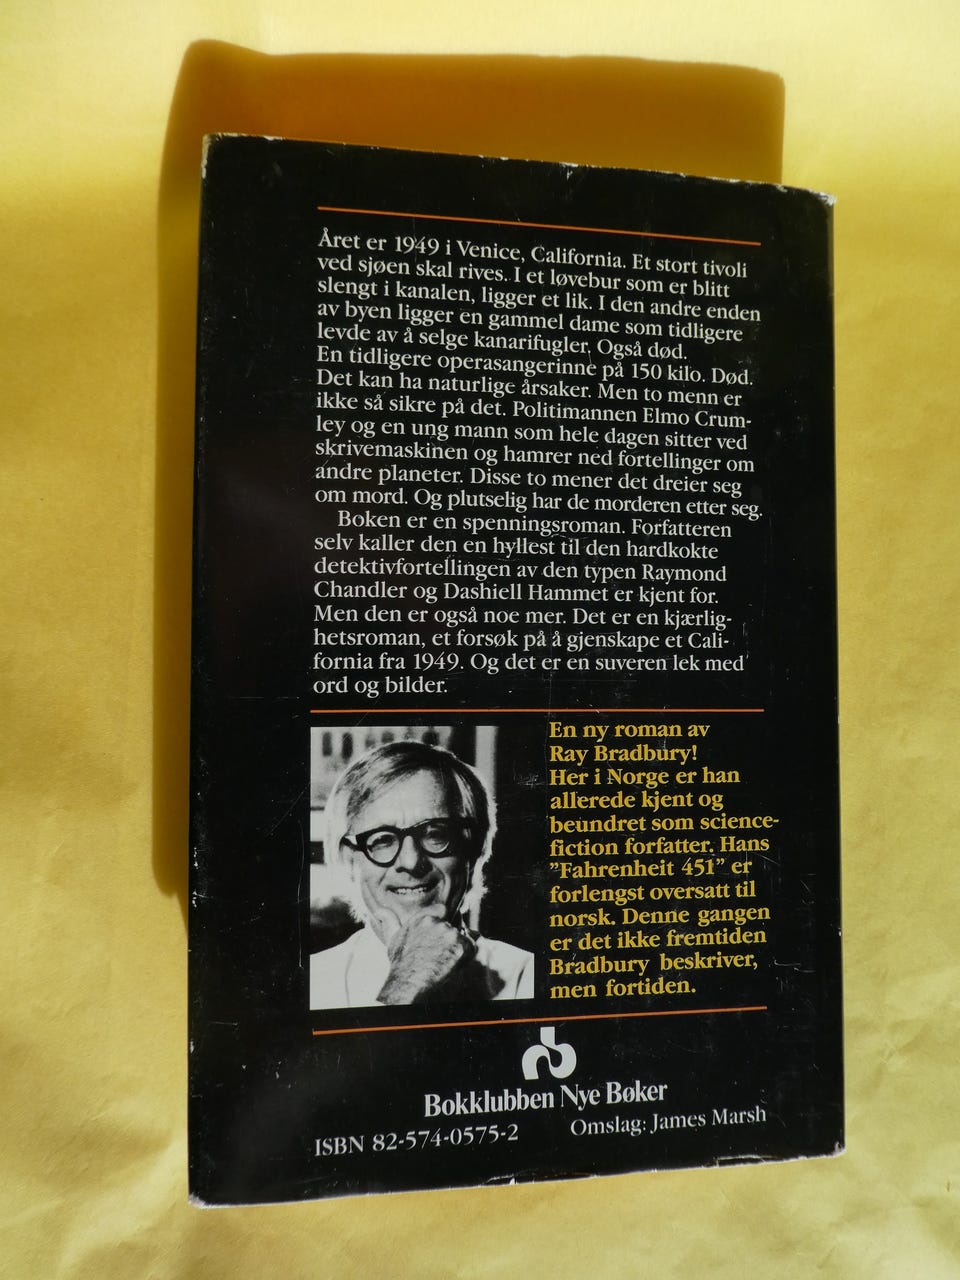 Året er 1949 i Venice, California. Et stort tivoli
ved sjøen skal rives. I et løvebur som er blitt
slengt i kanalen, ligger et lik. I den andre enden
av byen ligger en gammel dame som tidligere
levde av å selge kanarifugler. Også død.
En tidligere operasangerinne på 150 kilo. Død.
Det kan ha naturlige årsaker. Men to menn er
ikke så sikre på det. Politimannen Elmo Crum-
ley og en ung mann som hele dagen sitter ved
skrivemaskinen og hamrer ned fortellinger om
andre planeter. Disse to mener det dreier seg
om mord. Og plutselig har de morderen etter seg.
Boken er en spenningsroman. Forfatteren
selv kaller den en hyllest til den hardkokte
detektivfortellingen av den typen Raymond
Chandler og Dashiell Hammet er kjent for.
Men den er også noe mer. Det er en kjærlig-
hetsroman, et forsøk på å gjenskape et Cali-
fornia fra 1949. Og det er en suveren lek med
ord og bilder.
En ny roman av
Ray Bradbury!
Her i Norge er han
allerede kjent og
beundret som science-
fiction forfatter. Hans
”Fahrenheit 451” er
forlengst oversatt til
norsk. Denne gangen
er det ikke fremtiden
Bradbury beskriver,
men fortiden.
Bokklubben Nye Bøker
ISBN 82-574-0575-2
Omslag: James Marsh